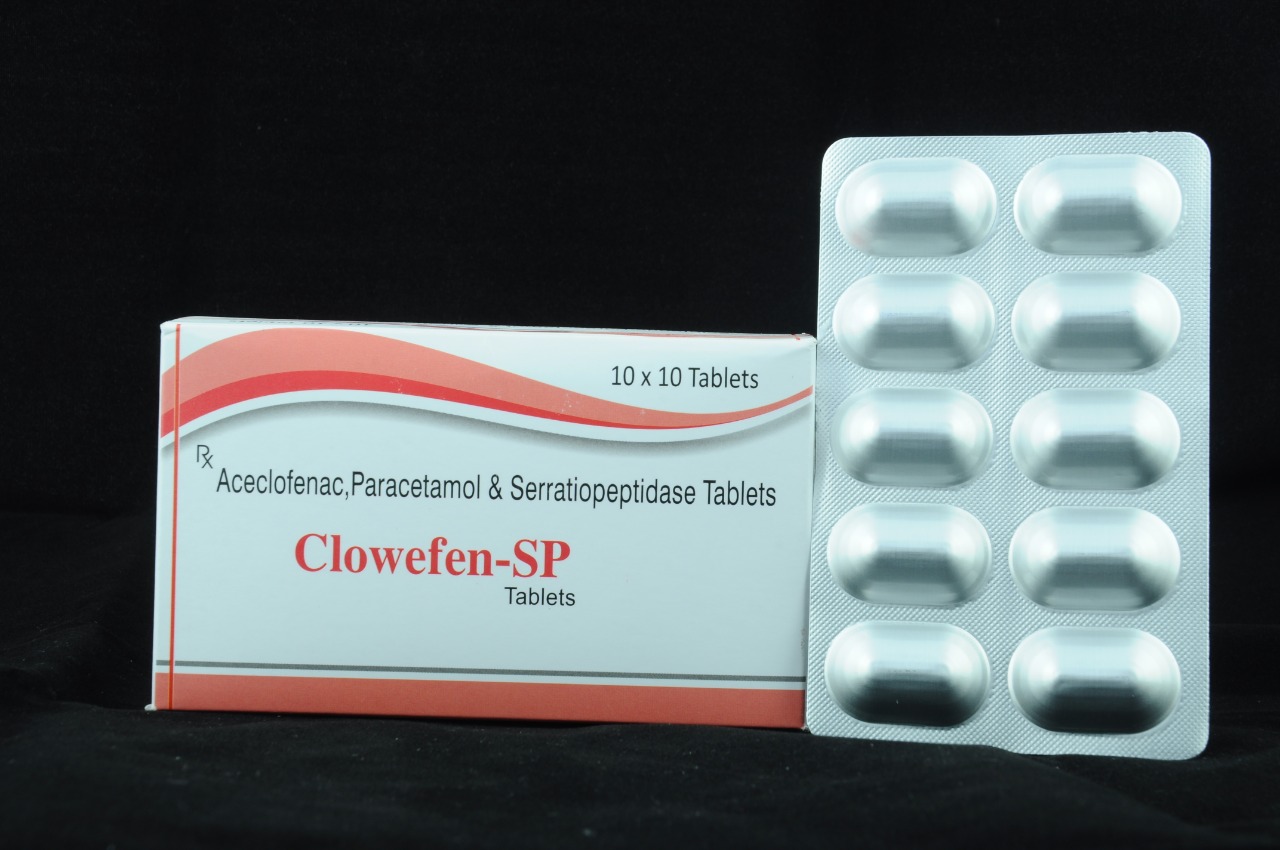 10 x 10 Tablets
Rx
Aceclofenac,Paracetamol & Serratiopeptidase Tablets
Clowefen-SP
Tablets